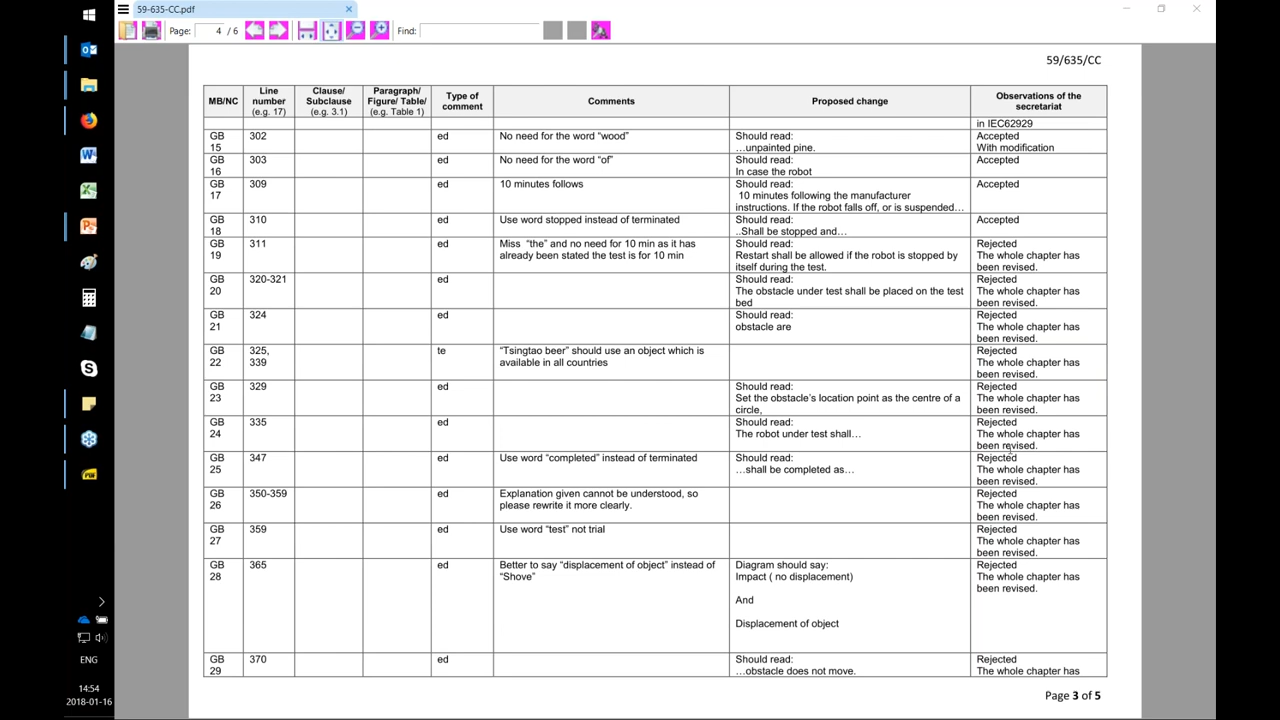 59-635-CC.pdf
Page: 4 / 6 Find:
59/635/CC
MB/NC Line number (e.g. 17) Clause/ Subclause (e.g. 3.1) Paragraph/ Figure/ Table/ (e.g. Table 1) Type of comment Comments Proposed change Observations of the secretariat
in IEC62929
GB 15 302 ed No need for the word “wood” Should read: Accepted
…unpainted pine. With modification
GB 16 303 ed No need for the word “of” Should read: Accepted
In case the robot
GB 17 309 ed 10 minutes follows Should read: Accepted
10 minutes following the manufacturer
instructions. If the robot falls off, or is suspended…
GB 18 310 ed Use word stopped instead of terminated Should read: Accepted
..Shall be stopped and…
GB 19 311 ed Miss “the” and no need for 10 min as it has Should read: Rejected
already been stated the test is for 10 min Restart shall be allowed if the robot is stopped by The whole chapter has
itself during the test. been revised.
GB 20 320-321 ed Should read: Rejected
The obstacle under test shall be placed on the test The whole chapter has
bed been revised.
GB 21 324 ed Should read: Rejected
obstacle are The whole chapter has
been revised.
GB 22 325, 339 te “Tsingtao beer” should use an object which is Rejected
available in all countries The whole chapter has
been revised.
GB 23 329 ed Should read: Rejected
Set the obstacle’s location point as the centre of a The whole chapter has
circle, been revised.
GB 24 335 ed Should read: Rejected
The robot under test shall… The whole chapter has
been revised.
GB 25 347 ed Use word “completed” instead of terminated Should read: Rejected
…shall be completed as… The whole chapter has
been revised.
GB 26 350-359 ed Explanation given cannot be understood, so Rejected
please rewrite it more clearly. The whole chapter has
been revised.
GB 27 359 ed Use word “test” not trial Rejected
The whole chapter has
been revised.
GB 28 365 ed Better to say “displacement of object” instead of Diagram should say: Rejected
“Shove” Impact ( no displacement) The whole chapter has
been revised.
And
Displacement of object
GB 29 370 ed Should read: Rejected
…obstacle does not move. The whole chapter has
Page 3 of 5
ENG
14:54
2018-01-16